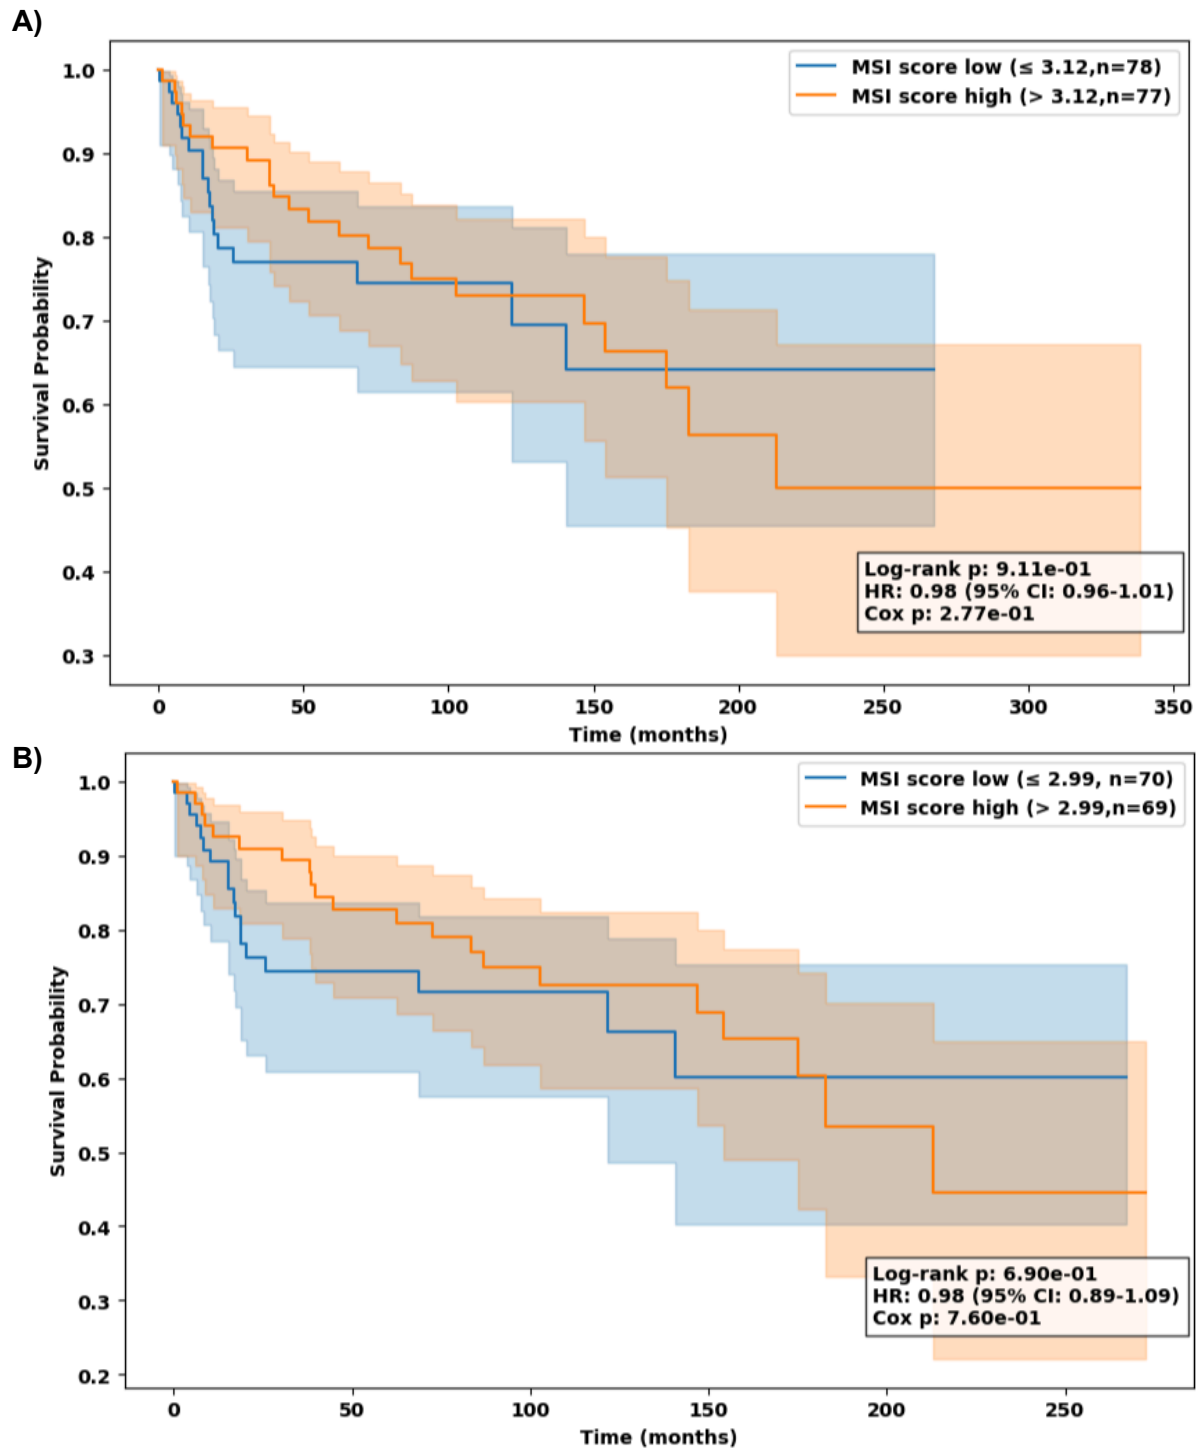 A)
MSI score low (≤ 3.12,n=78)
MSI score high (> 3.12,n=77)
1.0
0.9
0.8
0.7
0.6
0.5
0.4
0.3
Survival Probability
Log-rank p: 9.11e-01
HR: 0.98 (95% CI: 0.96-1.01)
Cox p: 2.77e-01
0 50 100 150 200 250 300 350
Time (months)
B)
MSI score low (≤ 2.99, n=70)
MSI score high (> 2.99,n=69)
1.0
0.9
0.8
0.7
0.6
0.5
0.4
0.3
0.2
Survival Probability
Log-rank p: 6.90e-01
HR: 0.98 (95% CI: 0.89-1.09)
Cox p: 7.60e-01
0 50 100 150 200 250
Time (months)